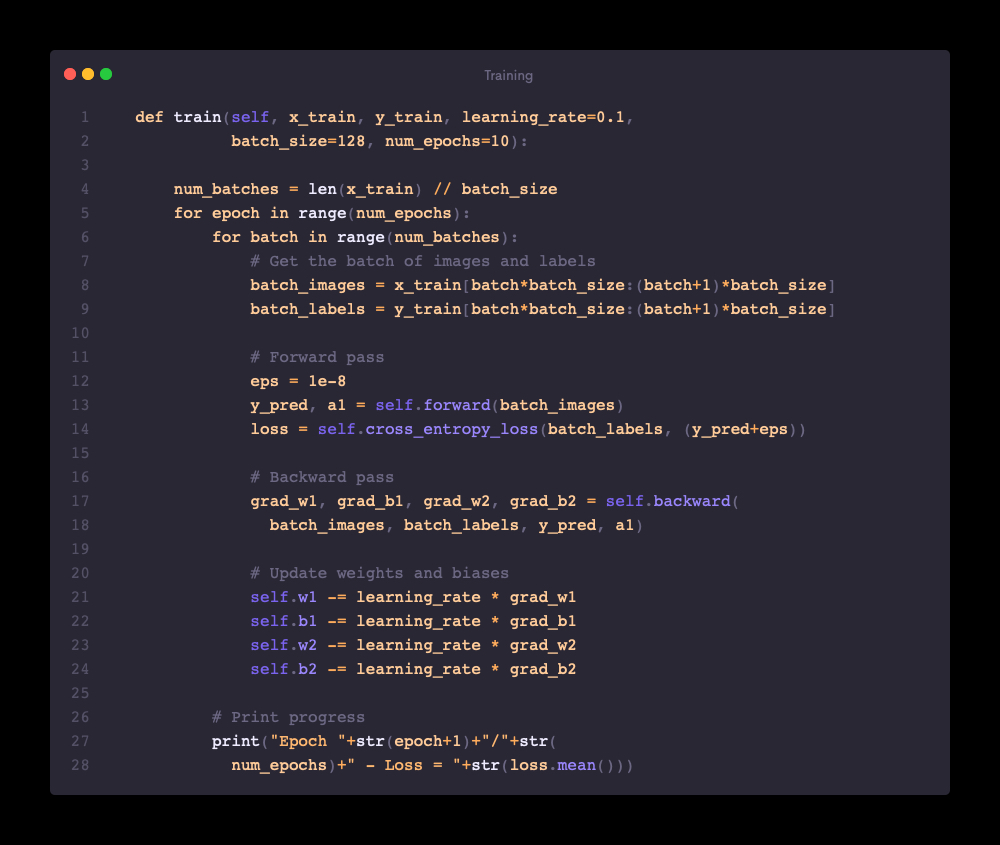 Training
1 def train(self, x_train, y_train, learning_rate=0.1,
2 batch_size=128, num_epochs=10):
3
4 num_batches = len(x_train) // batch_size
5 for epoch in range(num_epochs):
6 for batch in range(num_batches):
7 # Get the batch of images and labels
8 batch_images = x_train[batch*batch_size:(batch+1)*batch_size]
9 batch_labels = y_train[batch*batch_size:(batch+1)*batch_size]
10
11 # Forward pass
12 eps = 1e-8
13 y_pred, a1 = self.forward(batch_images)
14 loss = self.cross_entropy_loss(batch_labels, (y_pred+eps))
15
16 # Backward pass
17 grad_w1, grad_b1, grad_w2, grad_b2 = self.backward(
18 batch_images, batch_labels, y_pred, a1)
19
20 # Update weights and biases
21 self.w1 -= learning_rate * grad_w1
22 self.b1 -= learning_rate * grad_b1
23 self.w2 -= learning_rate * grad_w2
24 self.b2 -= learning_rate * grad_b2
25
26 # Print progress
27 print("Epoch "+str(epoch+1)+"/"+str(
28 num_epochs)+" - Loss = "+str(loss.mean()))